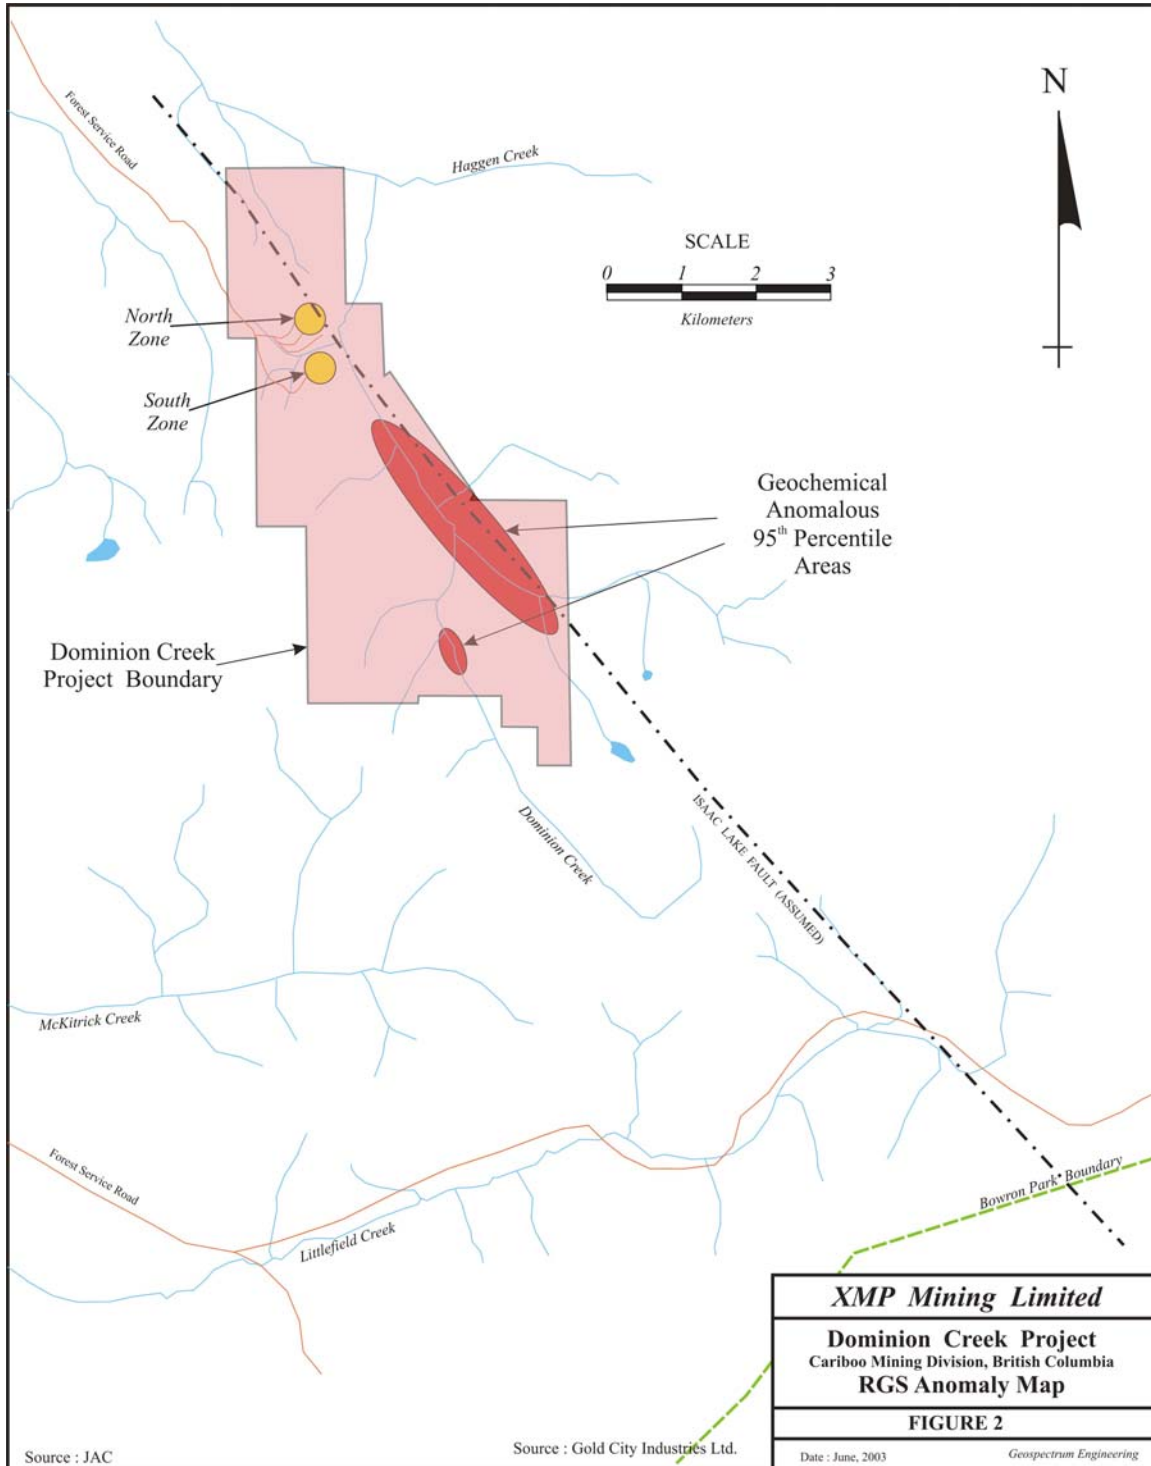 Forest Service Road
Haggen Creek
N
SCALE
0 1 2 3
Kilometers
North
Zone
South
Zone
Geochemical
Anomalous
95th Percentile
Areas
Dominion Creek
Project Boundary
Dominion Creek
ISAAC LAKE FAULT (ASSUMED)
McKitrick Creek
Forest Service Road
Littlefield Creek
Bowron Park Boundary
XMP Mining Limited
Dominion Creek Project
Cariboo Mining Division, British Columbia
RGS Anomaly Map
FIGURE 2
Date : June, 2003 Geospectrum Engineering
Source : JAC
Source : Gold City Industries Ltd.